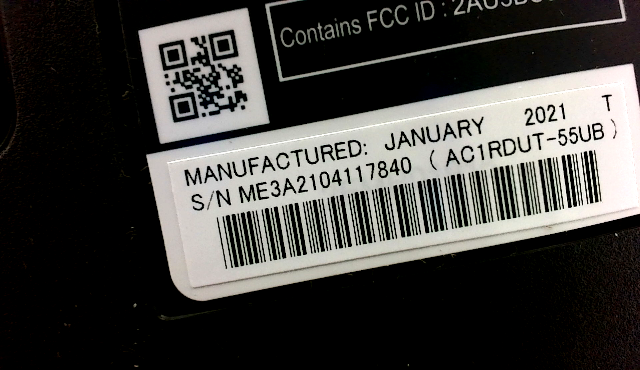 Contains FCC ID :
MANUFACTURED: JANUARY 2021 T
S/N ME3A2104117840 ( AC1RDUT-55UB )